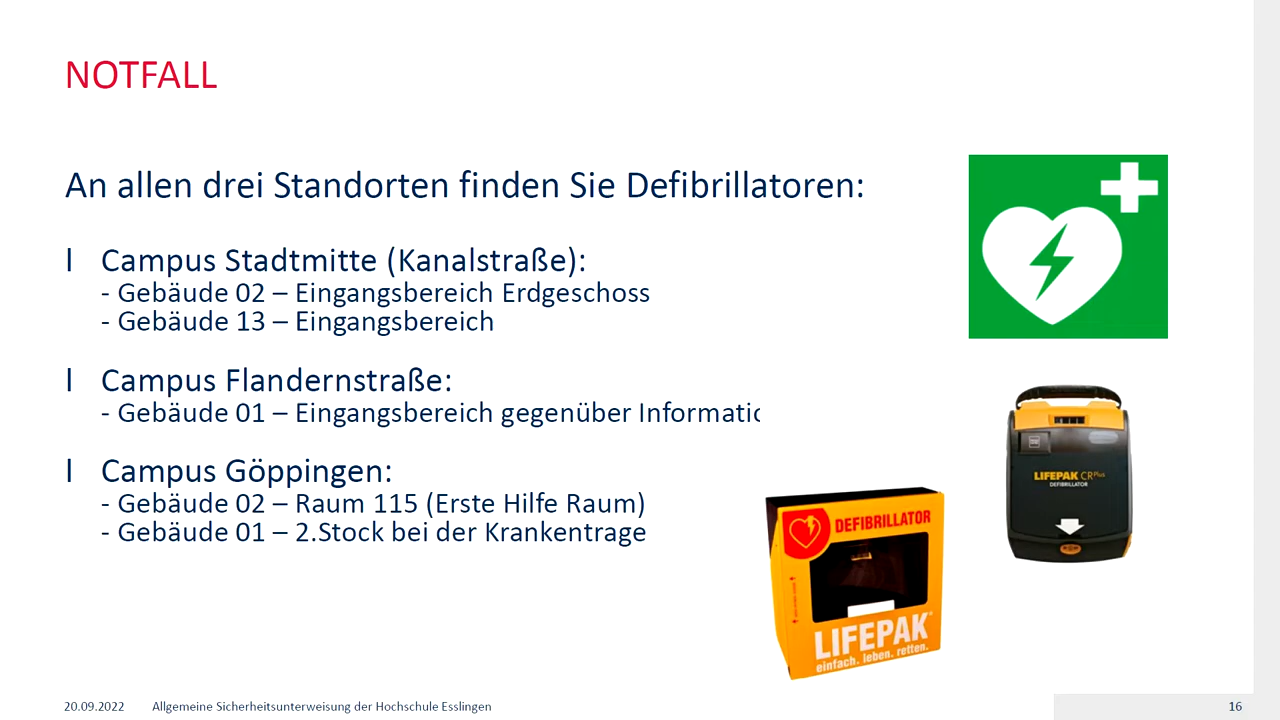 NOTFALL
An allen drei Standorten finden Sie Defibrillatoren:
l Campus Stadtmitte (Kanalstraße):
- Gebäude 02 – Eingangsbereich Erdgeschoss
- Gebäude 13 – Eingangsbereich
l Campus Flandernstraße:
- Gebäude 01 – Eingangsbereich gegenüber
l Campus Göppingen:
- Gebäude 02 – Raum 115 (Erste Hilfe Raum)
- Gebäude 01 – 2.Stock bei der Krankentrage
LIFEPAK CR Plus
DEFIBRILLATOR
DEFIBRILLATOR
LIFEPAK
einfach. leben. retten.
20.09.2022 Allgemeine Sicherheitsunterweisung der Hochschule Esslingen 16